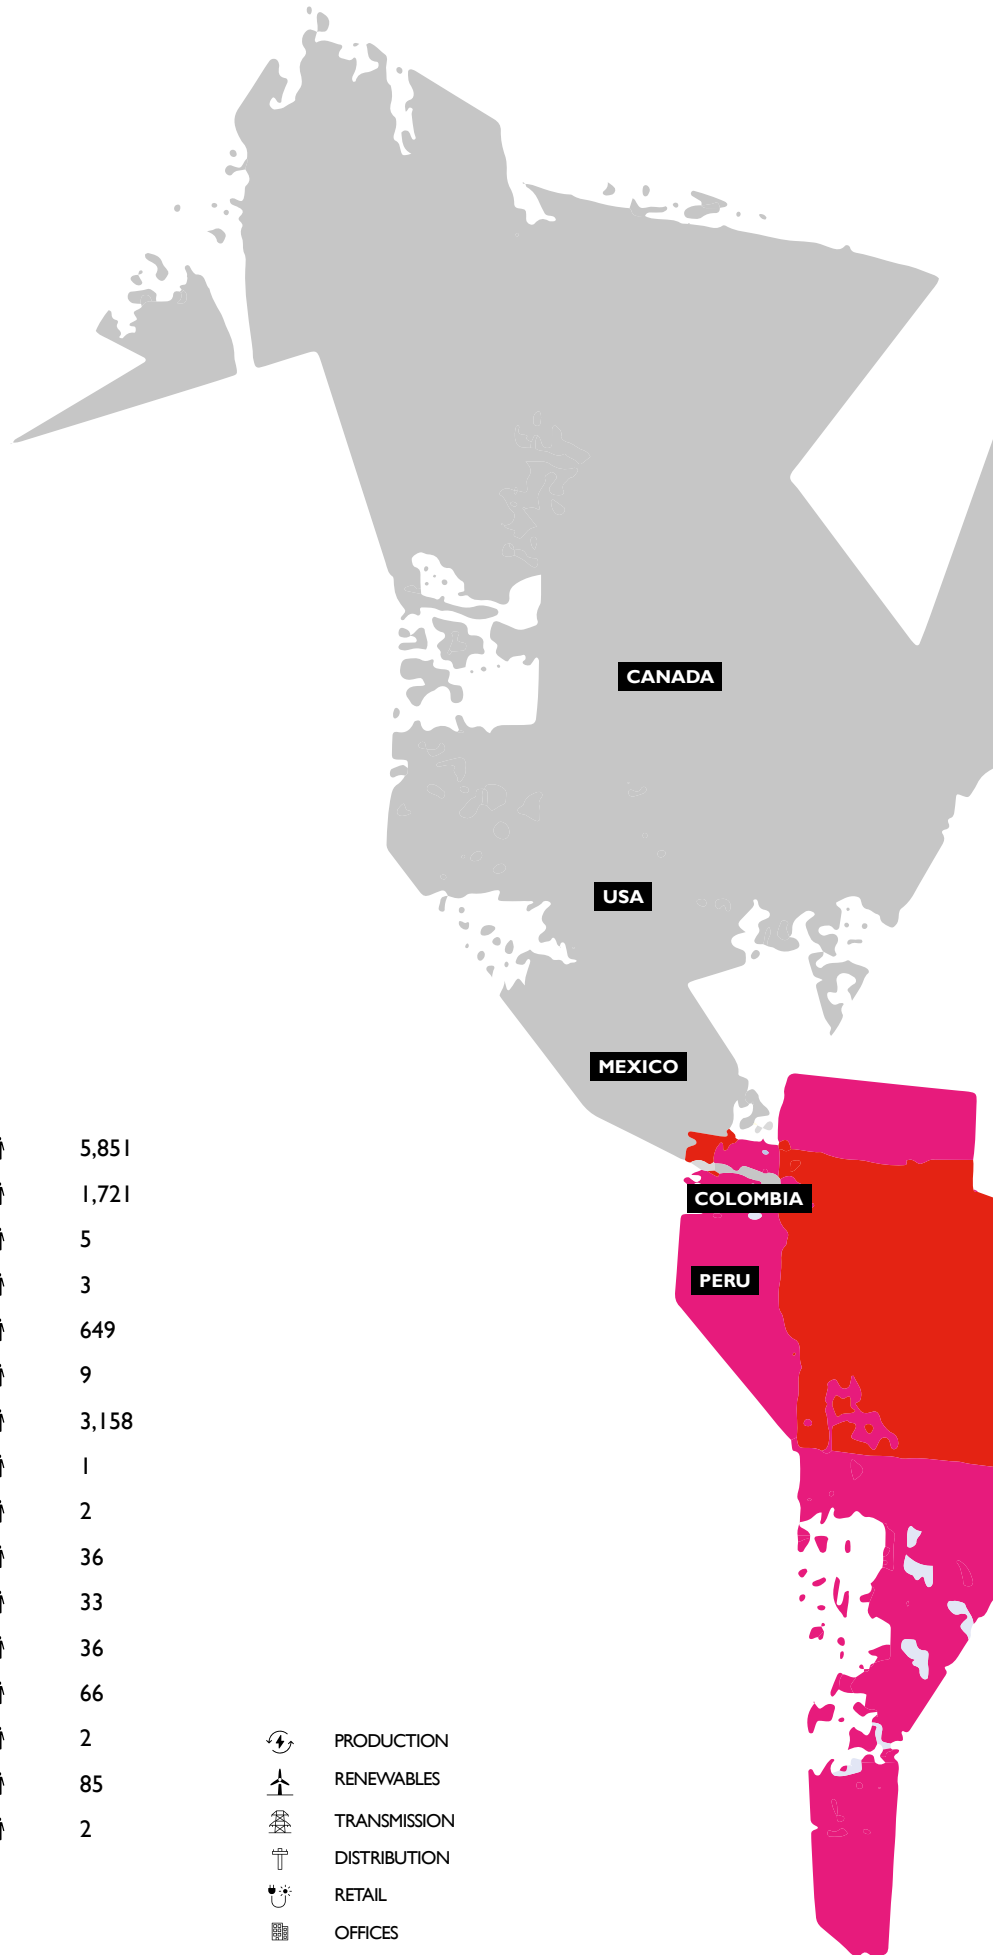 CANADA
USA
MEXICO
COLOMBIA
PERU
5,851
1,721
5
3
649
9
3,158
1
2
36
33
36
66
2
85
2
PRODUCTION
RENEWABLES
TRANSMISSION
DISTRIBUTION
RETAIL
OFFICES